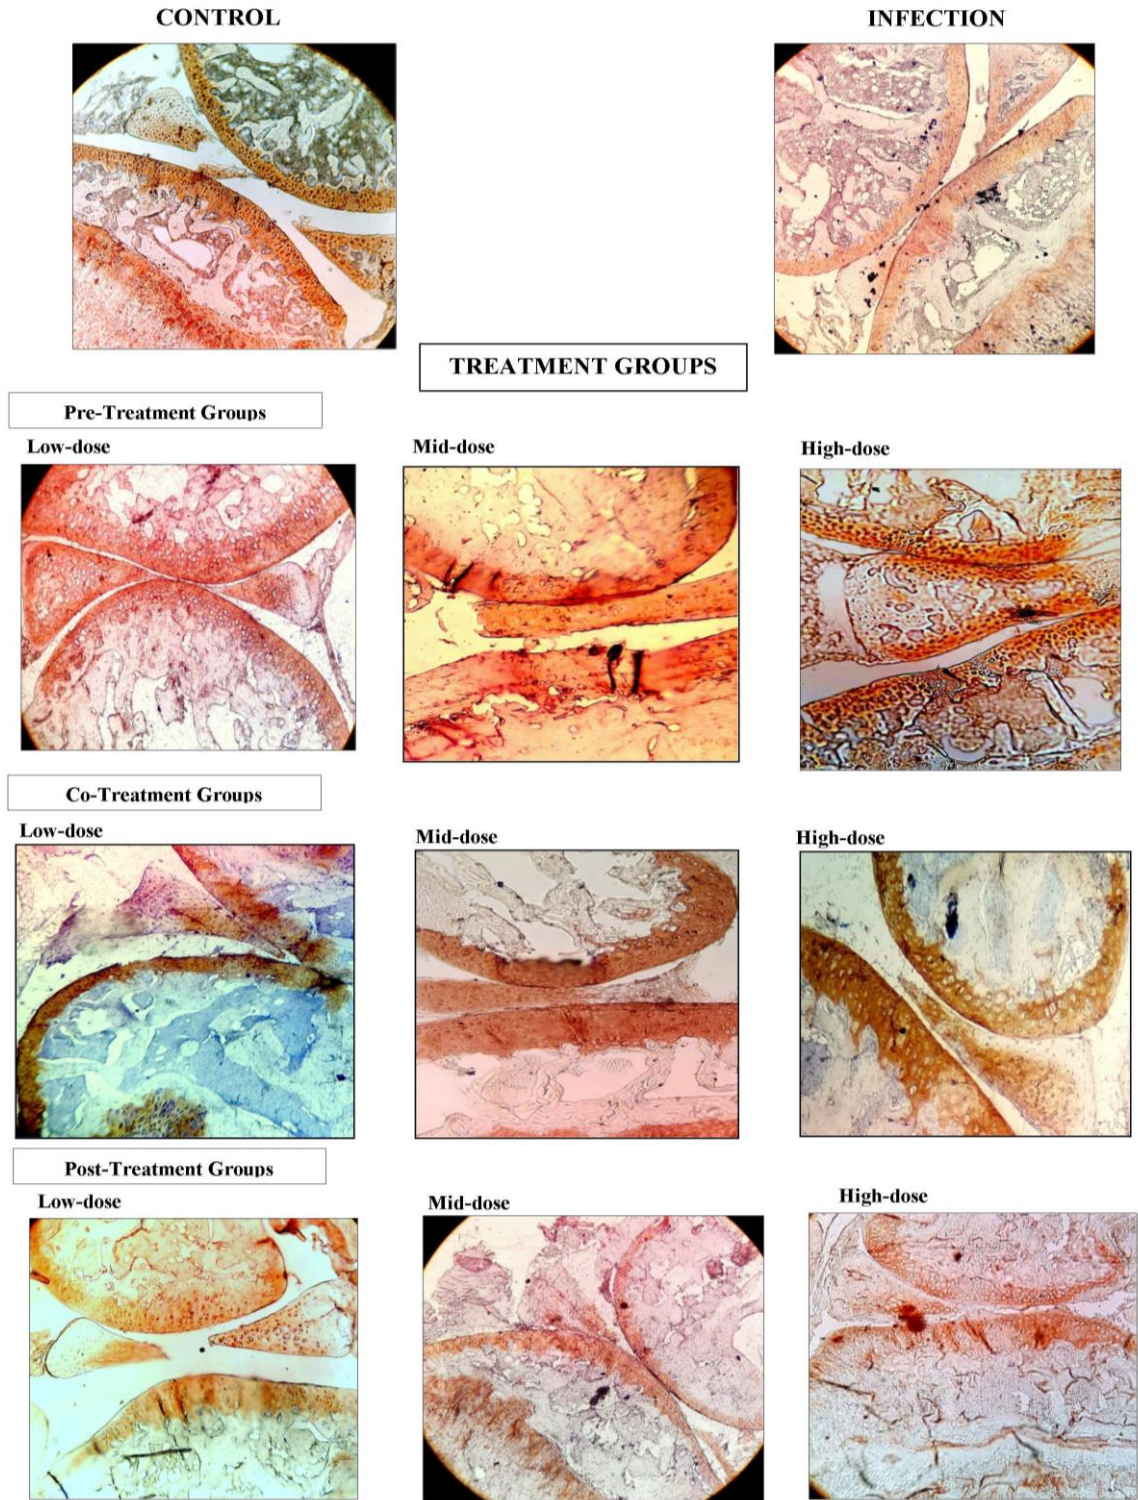 CONTROL
INFECTION
TREATMENT GROUPS
Pre-Treatment Groups
Low-dose
Mid-dose
High-dose
Co-Treatment Groups
Low-dose
Mid-dose
High-dose
Post-Treatment Groups
Low-dose
Mid-dose
High-dose